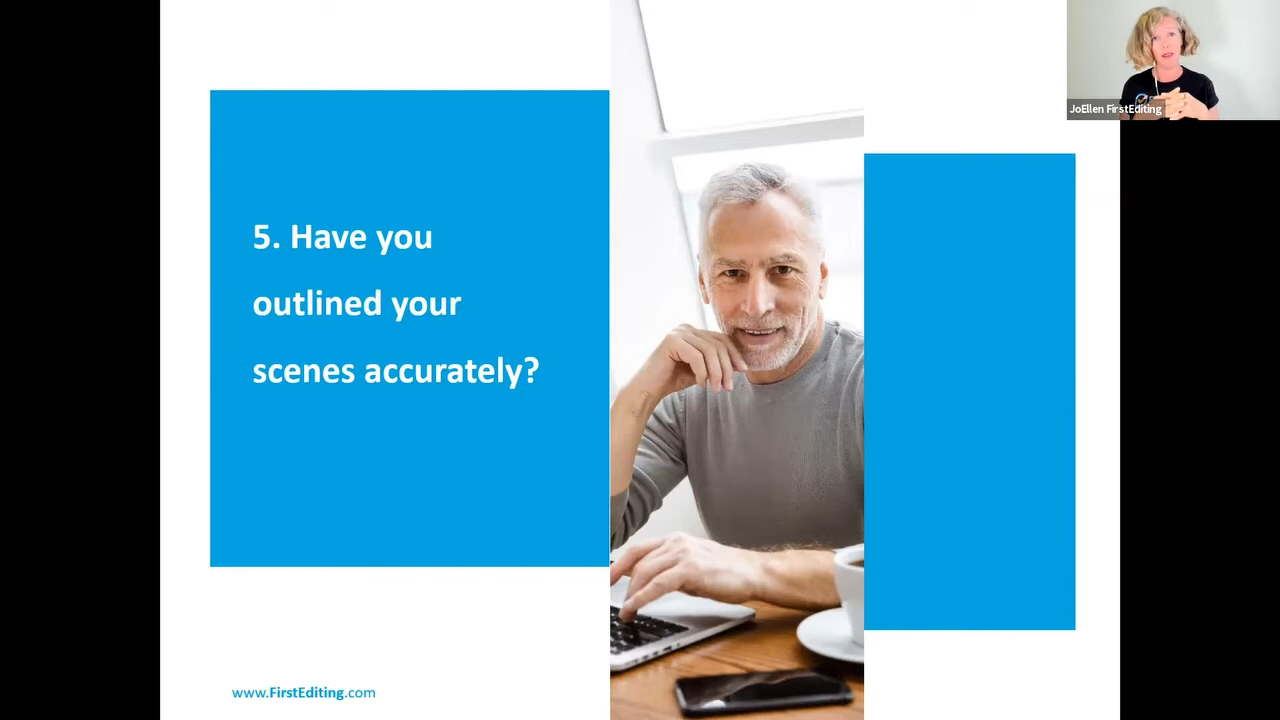 JoEllen FirstEditing
5. Have you
outlined your
scenes accurately?
www.FirstEditing.com